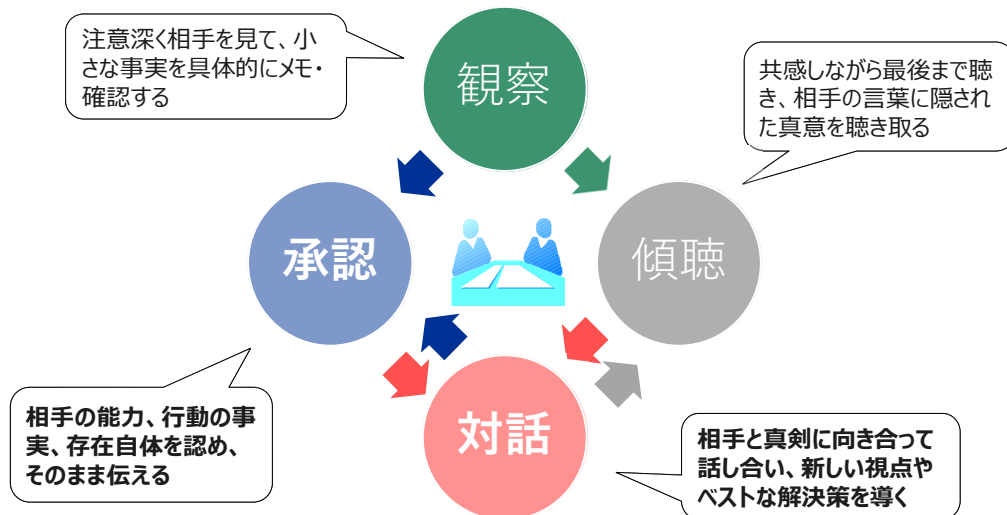 注意深く相手を見て、小
さな事実を具体的にメモ・
確認する
観察
共感しながら最後まで聴
き、相手の言葉に隠され
た真意を聴き取る
承認
傾聴
相手の能力、行動の事
実、存在自体を認め、
そのまま伝える
対話
相手と真剣に向き合って
話し合い、新しい視点や
ベストな解決策を導く